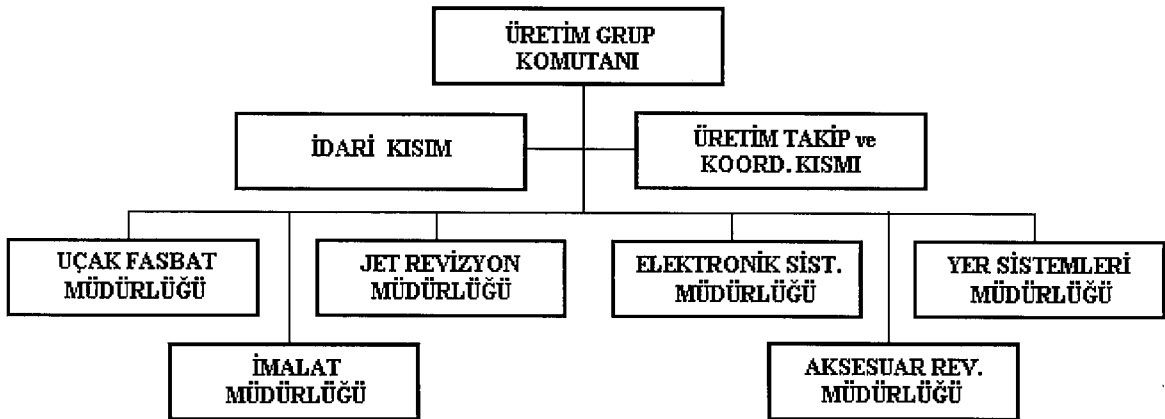 ÜRETİM GRUP
KOMUTANI
İDARİ KISIM
ÜRETİM TAKİP ve
KOORD. KISMI
UÇAK FASBAT
MÜDÜRLÜĞÜ
JET REVİZYON
MÜDÜRLÜĞÜ
ELEKTRONİK SİST.
MÜDÜRLÜĞÜ
YER SİSTEMLERİ
MÜDÜRLÜĞÜ
İMALAT
MÜDÜRLÜĞÜ
AKSESUAR REV.
MÜDÜRLÜĞÜ